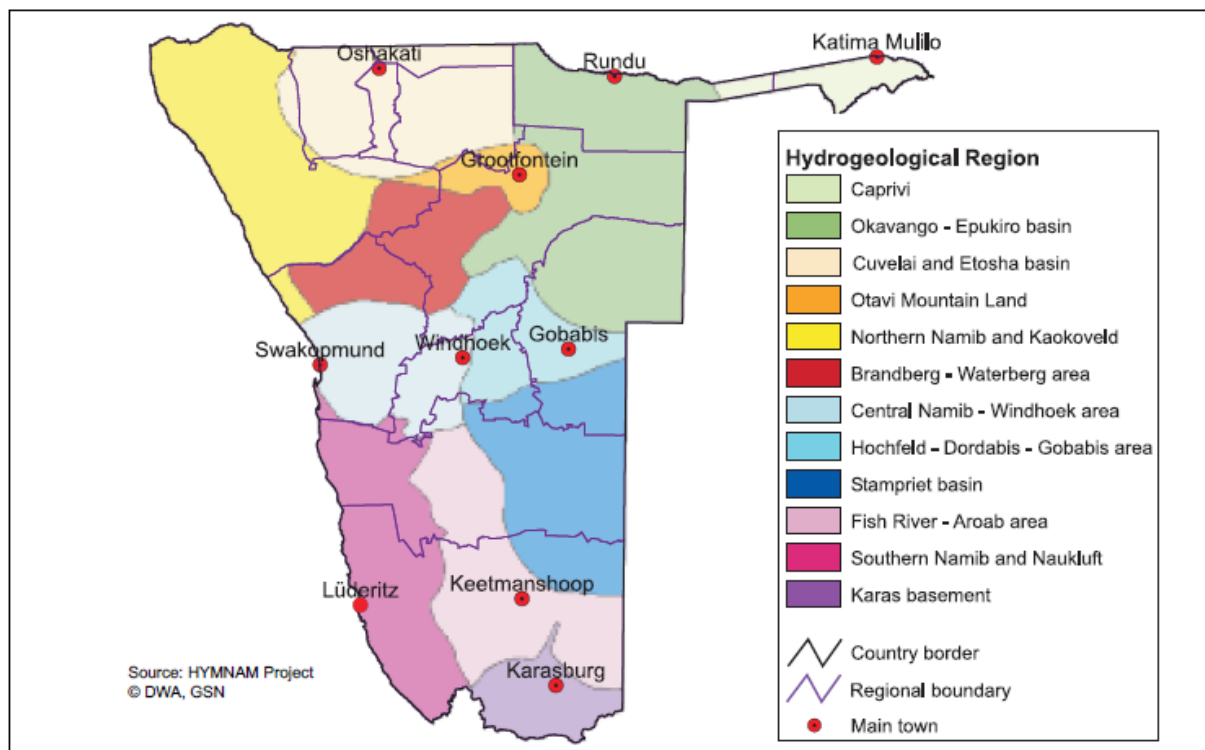 Katima Mulilo
Oshakati
Rundu
Grootfontein
Swakopmund
Windhoek
Gobabis
Lüderitz
Keetmanshoop
Karasburg
Source: HYMNAM Project
© DWA, GSN
Hydrogeological Region
Caprivi
Okavango - Epukiro basin
Cuvelai and Etosha basin
Otavi Mountain Land
Northern Namib and Kaokoveld
Brandberg - Waterberg area
Central Namib - Windhoek area
Hochfeld - Dordabis - Gobabis area
Stampriet basin
Fish River - Aroab area
Southern Namib and Naukluft
Karas basement
Country border
Regional boundary
Main town